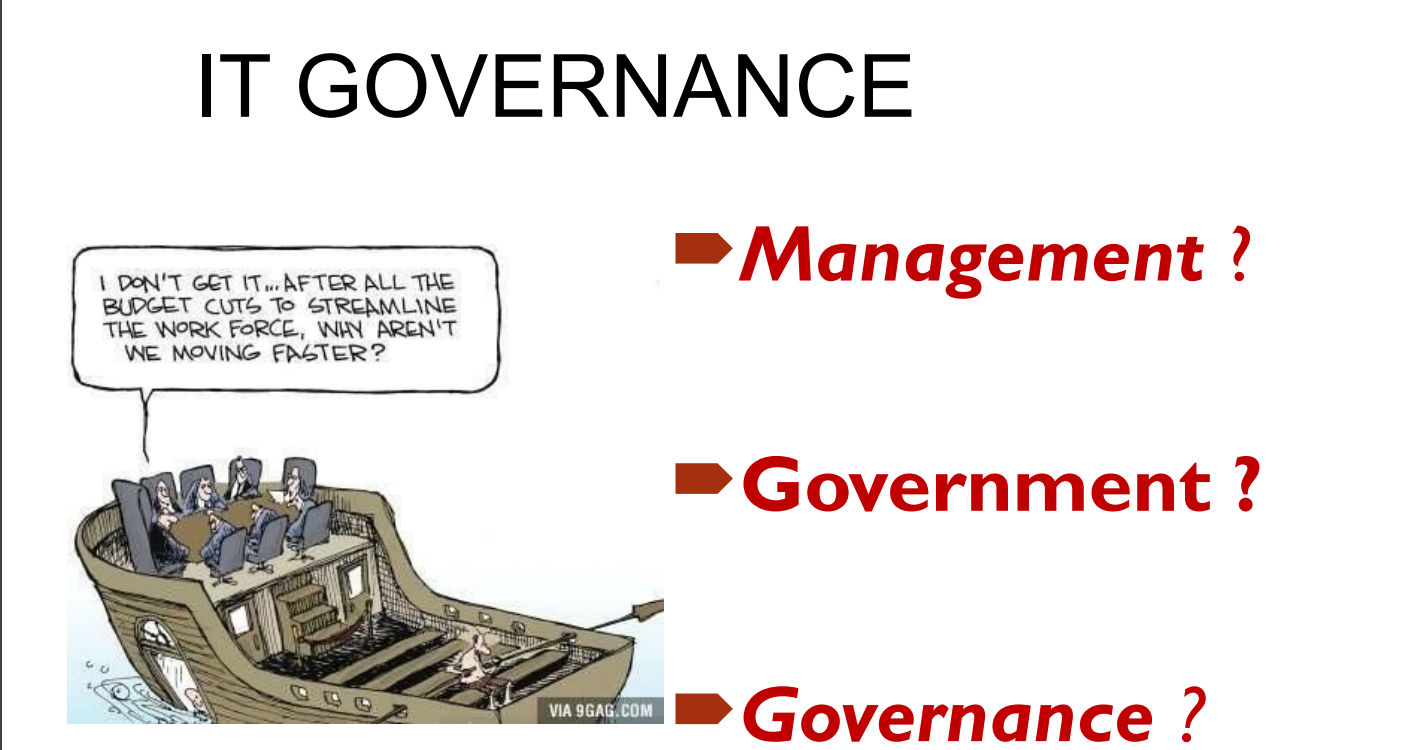 IT GOVERNANCE
I DON'T GET IT... AFTER ALL THE
BUDGET CUTS TO STREAMLINE
THE WORK FORCE, WHY AREN'T
WE MOVING FASTER?
Management ?
Government ?
Governance ?
VIA 9GAG.COM